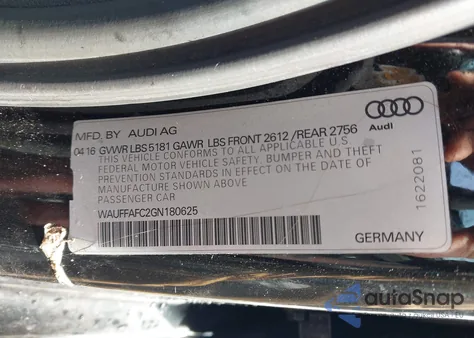 MFD. BY AUDI AG
0416 GVWR LBS 5181 GAWR LBS FRONT 2612 / REAR 2756
THIS VEHICLE CONFORMS TO ALL APPLICABLE U.S
FEDERAL MOTOR VEHICLE SAFETY, BUMPER AND THEFT
PREVENTION STANDARDS IN EFFECT ON THE DATE OF
MANUFACTURE SHOWN ABOVE
PASSENGER CAR
WAUFFAFC2GN180625
Audi
1622081
GERMANY
autoSnap